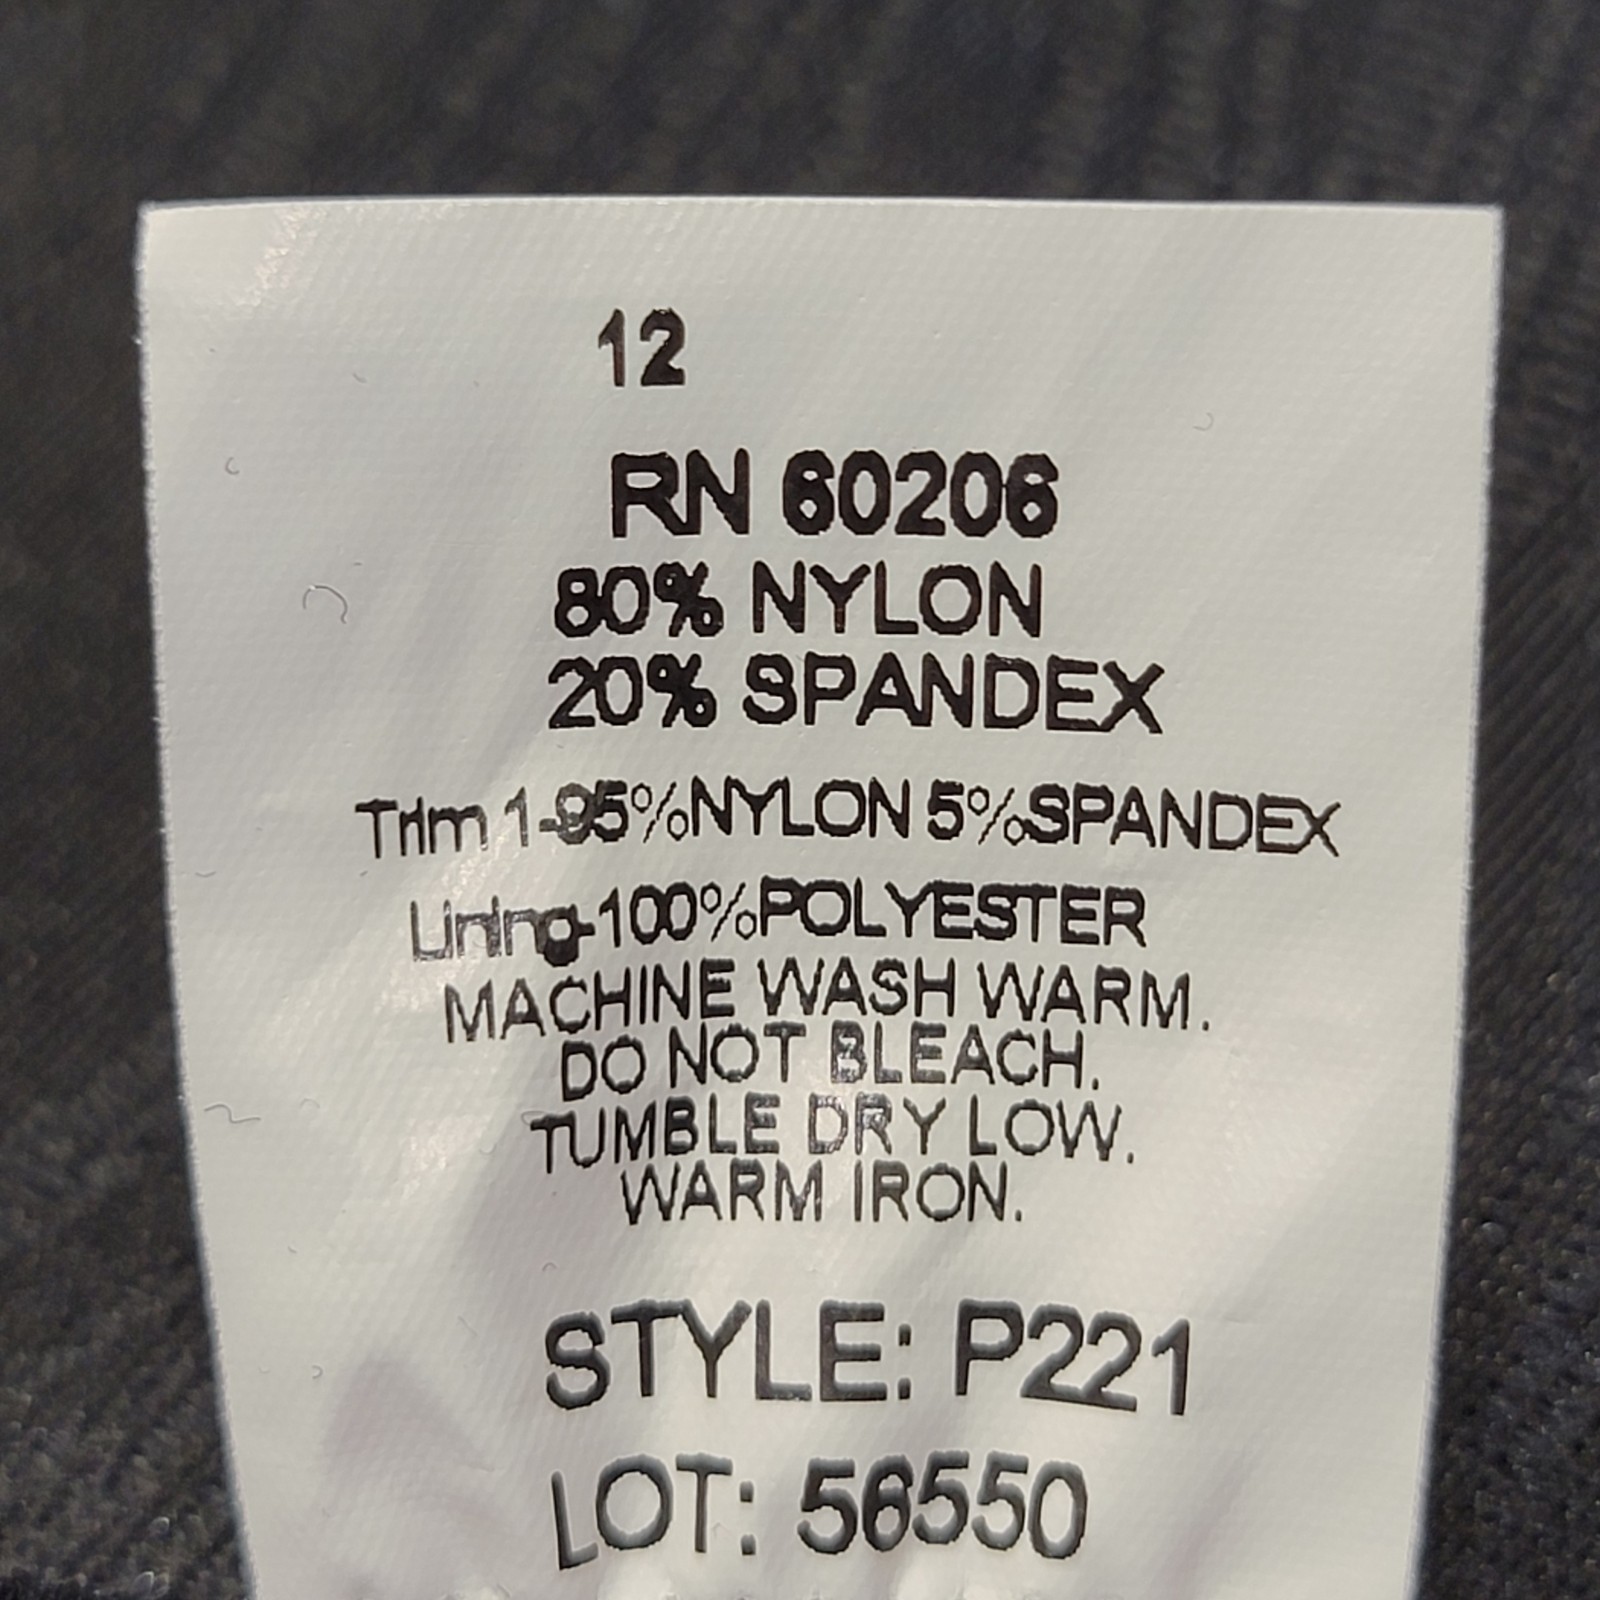 12
RN 60206
80% NYLON
20% SPANDEX
Trim 1-95%NYLON 5%SPANDEX
Lining-100%POLYESTER
MACHINE WASH WARM.
DO NOT BLEACH.
TUMBLE DRY LOW.
WARM IRON.
STYLE: P221
LOT: 56550